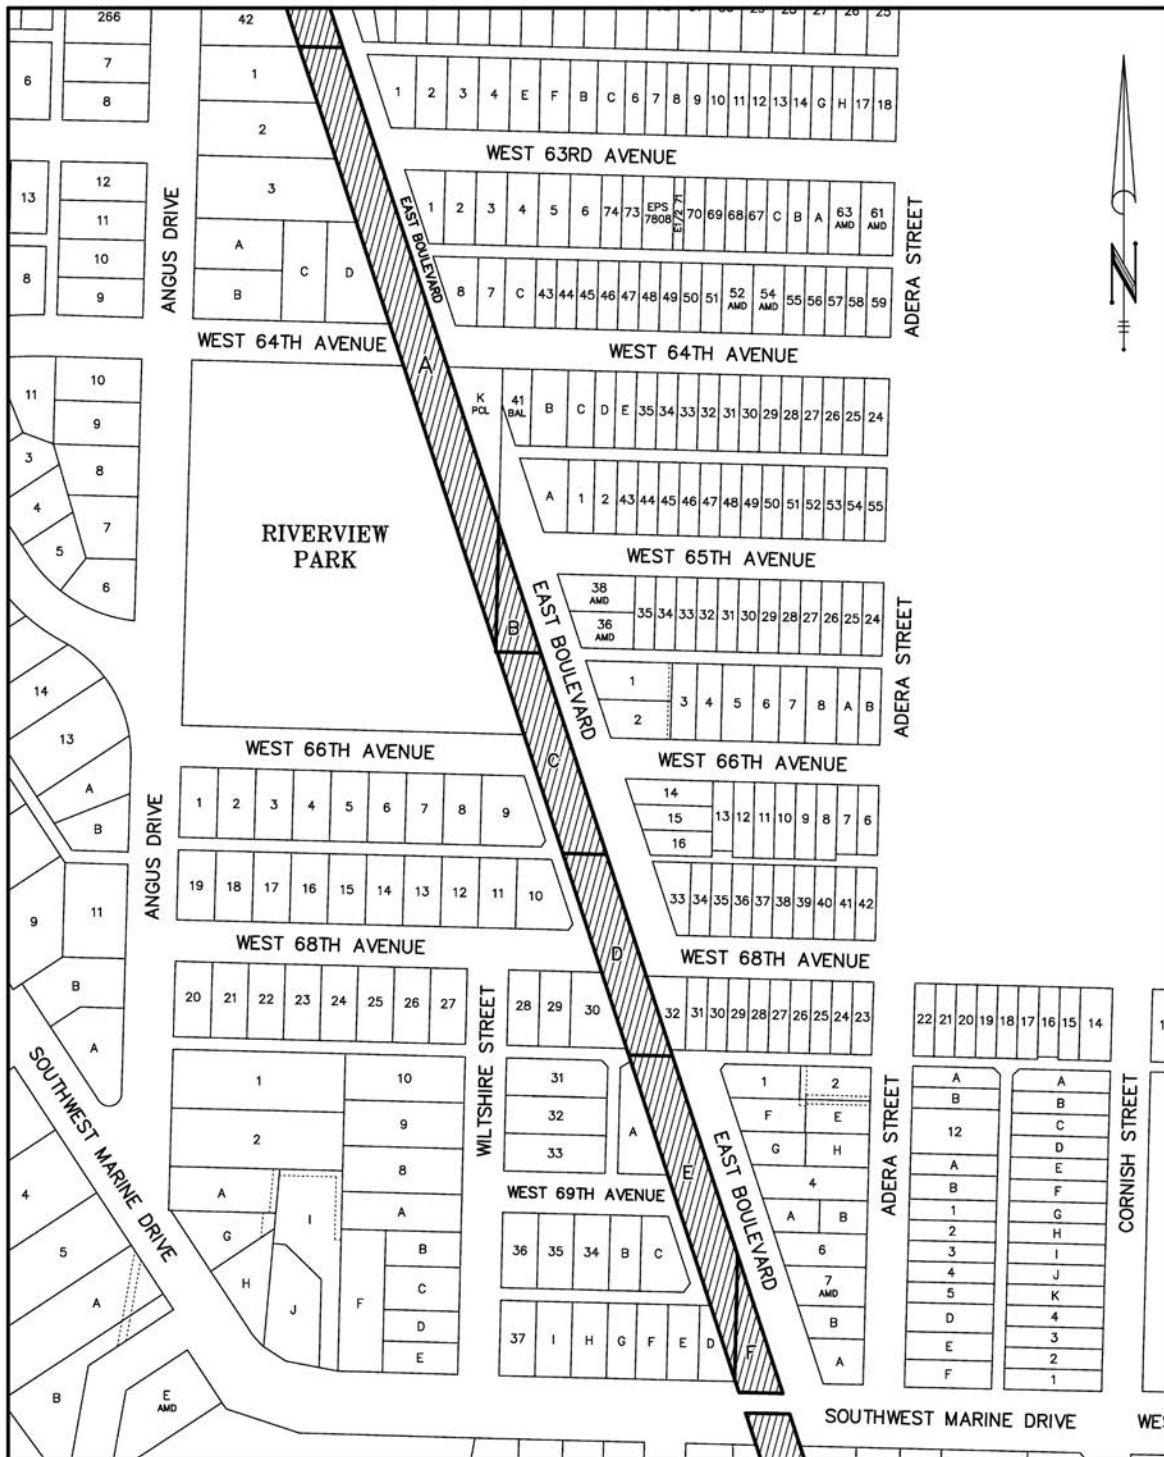 266
42
27
26
25
7
8
6
1
2
3
1
2
3
4
E
F
B
C
6
7
8
9
10
11
12
13
14
G
H
17
18
WEST 63RD AVENUE
13
12
11
10
9
8
ANGUS DRIVE
A
B
C
D
EAST BOULEVARD
1
2
3
4
5
6
74
73
EPS
7808
E1/2 71
70
69
68
67
C
B
A
63
AMD
61
AMD
ADERA STREET
8
7
C
43
44
45
46
47
48
49
50
51
52
AMD
54
AMD
55
56
57
58
59
N
WEST 64TH AVENUE
WEST 64TH AVENUE
A
11
10
9
8
7
6
3
4
5
K
PCL
41
BAL
B
C
D
E
35
34
33
32
31
30
29
28
27
26
25
24
A
1
2
43
44
45
46
47
48
49
50
51
52
53
54
55
RIVERVIEW
PARK
WEST 65TH AVENUE
EAST BOULEVARD
B
38
AMD
36
AMD
35
34
33
32
31
30
29
28
27
26
25
24
ADERA STREET
1
2
3
4
5
6
7
8
A
B
14
13
A
B
WEST 66TH AVENUE
C
WEST 66TH AVENUE
1
2
3
4
5
6
7
8
9
14
15
16
13
12
11
10
9
8
7
6
ANGUS DRIVE
19
18
17
16
15
14
13
12
11
10
33
34
35
36
37
38
39
40
41
42
9
11
B
A
WEST 68TH AVENUE
D
WEST 68TH AVENUE
20
21
22
23
24
25
26
27
WILTSHIRE STREET
28
29
30
32
31
30
29
28
27
26
25
24
23
22
21
20
19
18
17
16
15
14
SOUTHWEST MARINE DRIVE
1
2
A
G
H
I
J
F
10
9
8
A
B
C
D
E
31
32
33
A
E
EAST BOULEVARD
1
2
F
E
G
H
4
A
B
6
7
AMD
B
A
ADERA STREET
A
B
12
A
B
1
2
3
4
5
D
E
F
A
B
C
D
E
F
G
H
I
J
K
4
3
2
1
CORNISH STREET
WEST 69TH AVENUE
36
35
34
B
C
37
I
H
G
F
E
D
F
4
5
A
B
E
AMD
SOUTHWEST MARINE DRIVE